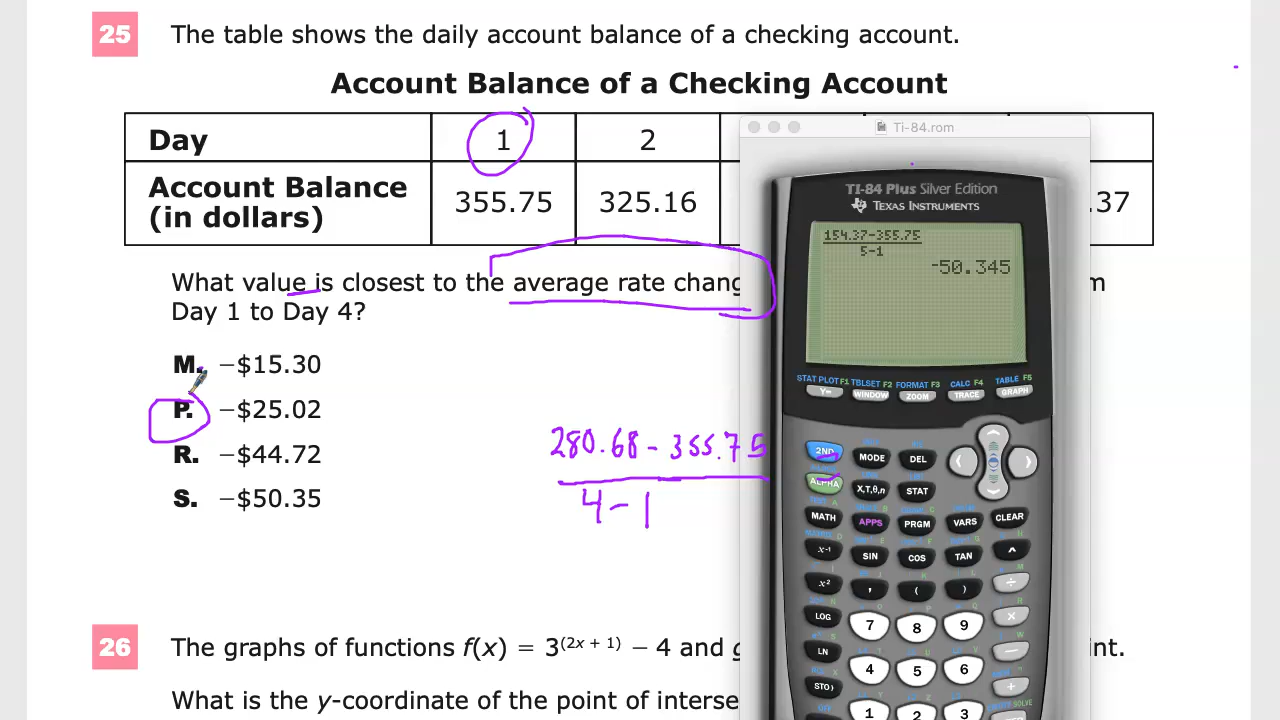 25 The table shows the daily account balance of a checking account.
Account Balance of a Checking Account
Day 1 2
Account Balance (in dollars) 355.75 325.16 .37
What value is closest to the average rate chang m
Day 1 to Day 4?
M. −$15.30
P. −$25.02
R. −$44.72
S. −$50.35
280.68 - 355.75
4 - 1
26 The graphs of functions f(x) = 3^(2x + 1) − 4 and g int.
What is the y-coordinate of the point of interse
Ti-84.rom
TI-84 Plus Silver Edition
TEXAS INSTRUMENTS
154.37-355.75
5-1
-50.345
STAT PLOT F1 TBLSET F2 FORMAT F3 CALC F4 TABLE F5
Y= WINDOW ZOOM TRACE GRAPH
2ND MODE DEL
ALPHA X,T,θ,n STAT
MATH APPS PRGM VARS CLEAR
x-1 SIN COS TAN ^
x2 , ( ) ÷
LOG 7 8 9 ×
LN 4 5 6 −
STO⟩ 1 2 3 +
OFF